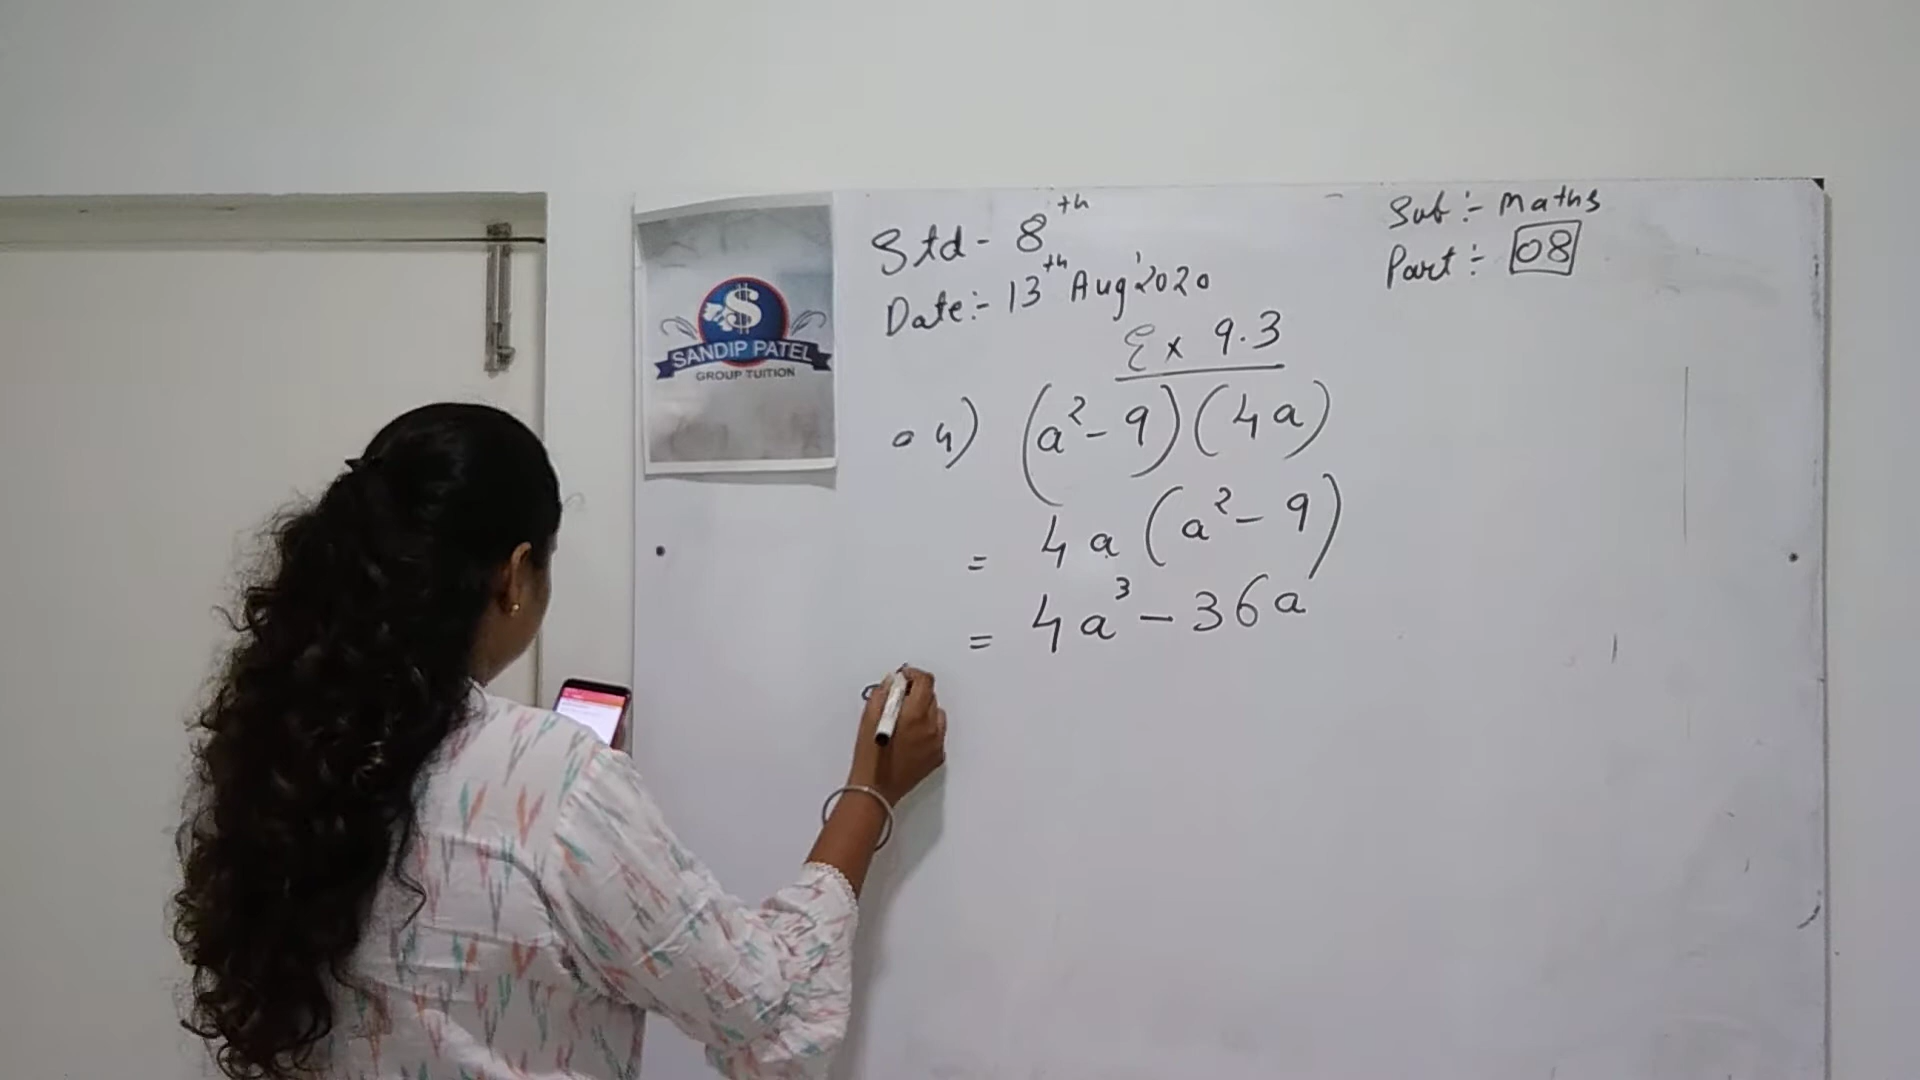 Std - 8th
Sub :- Maths
Date :- 13th Aug '2020
Part :- 08
Ex 9.3
4) (a² - 9) (4a)
= 4a (a² - 9)
= 4a³ - 36a
$
SANDIP PATEL
GROUP TUITION